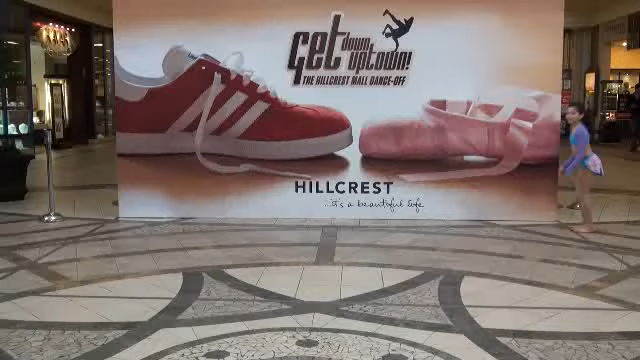 Get down
uptown!
THE HILLCREST MALL DANCE-OFF
HILLCREST
...it's a beautiful life